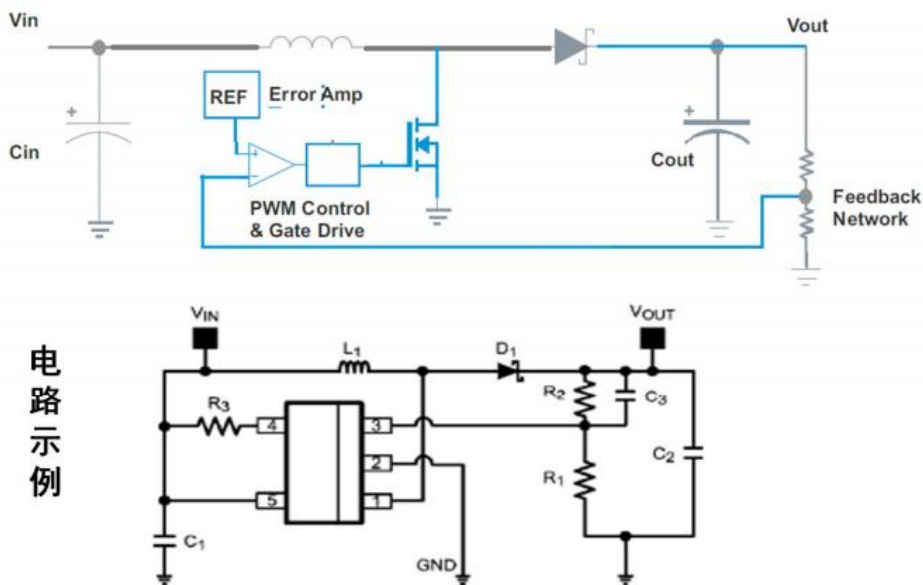 Vin
Vout
REF
Error Amp
+
+
Cin
+
-
Cout
PWM Control
& Gate Drive
Feedback
Network
电路示例
VIN
VOUT
L1
D1
R2
C3
R3
4
3
2
C2
R1
5
1
C1
GND